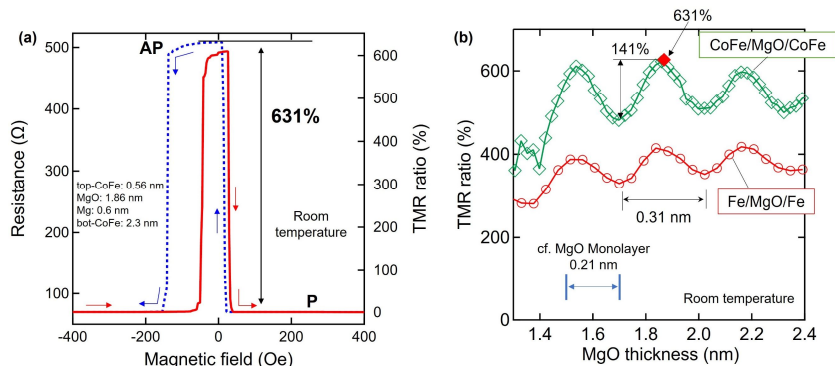 (a)
AP
631%
top-CoFe: 0.56 nm
MgO: 1.86 nm
Mg: 0.6 nm
bot-CoFe: 2.3 nm
Room
temperature
P
Resistance (Ω)
500
400
300
200
100
TMR ratio (%)
600
500
400
300
200
100
0
-400
-200
0
200
400
Magnetic field (Oe)
(b)
631%
141%
CoFe/MgO/CoFe
Fe/MgO/Fe
0.31 nm
cf. MgO Monolayer
0.21 nm
Room temperature
TMR ratio (%)
600
400
200
0
1.4
1.6
1.8
2.0
2.2
2.4
MgO thickness (nm)